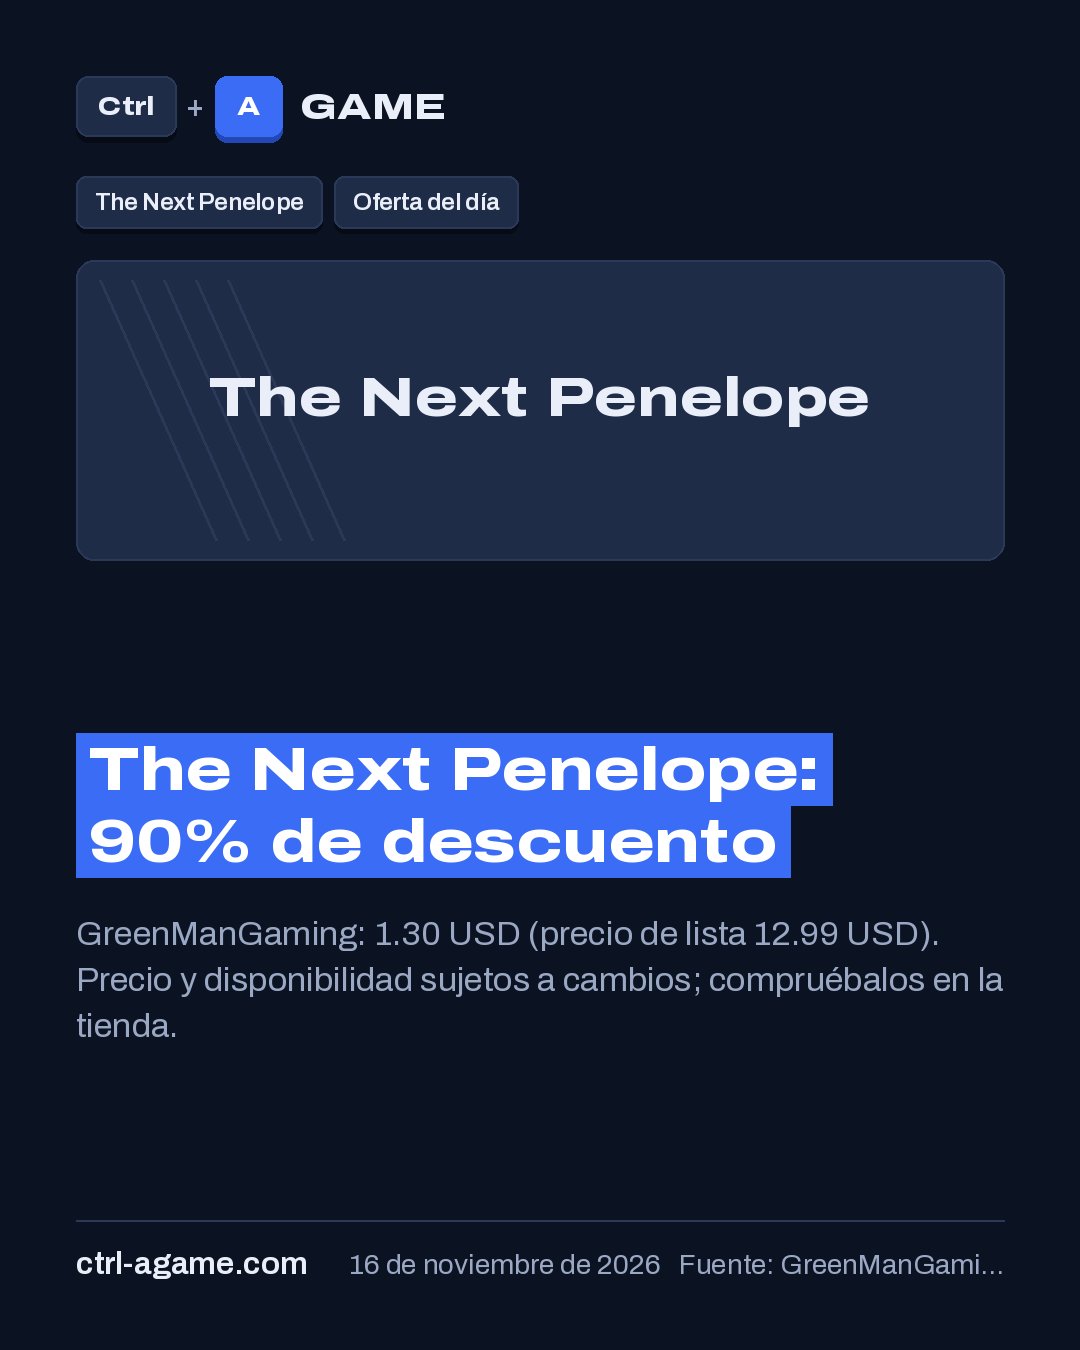 Ctrl + A GAME
The Next Penelope Oferta del día
The Next Penelope
The Next Penelope:
90% de descuento
GreenManGaming: 1.30 USD (precio de lista 12.99 USD).
Precio y disponibilidad sujetos a cambios; compruébalos en la
tienda.
ctrl-agame.com 16 de noviembre de 2026 Fuente: GreenManGami...